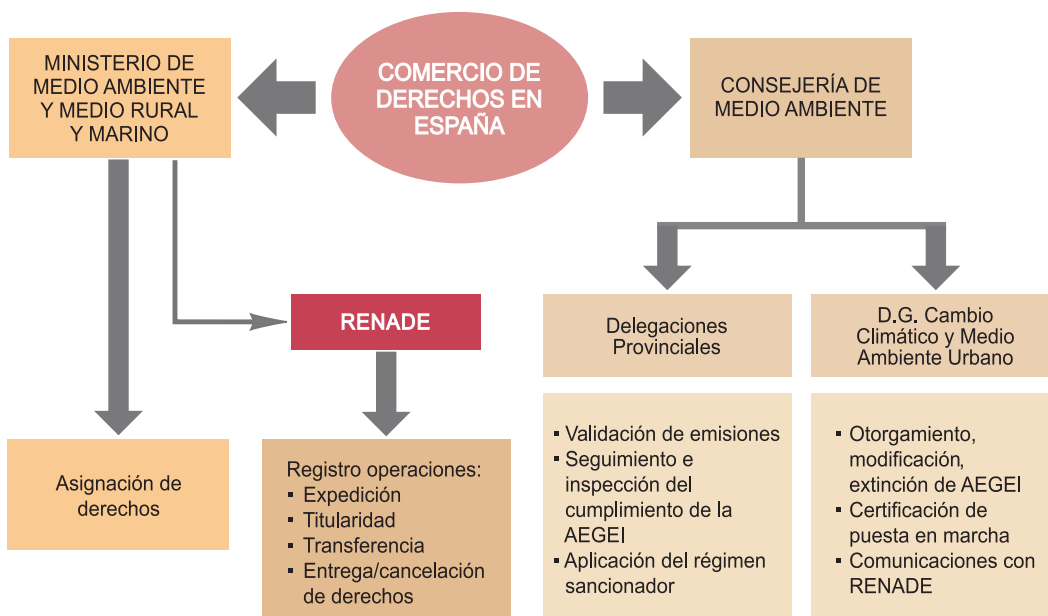 MINISTERIO DE
MEDIO AMBIENTE
Y MEDIO RURAL
Y MARINO
COMERCIO DE
DERECHOS EN
ESPAÑA
CONSEJERÍA DE
MEDIO AMBIENTE
RENADE
Delegaciones
Provinciales
D.G. Cambio
Climático y Medio
Ambiente Urbano
Asignación de
derechos
Registro operaciones:
▪ Expedición
▪ Titularidad
▪ Transferencia
▪ Entrega/cancelación
de derechos
▪ Validación de emisiones
▪ Seguimiento e
inspección del
cumplimiento de la
AEGEI
▪ Aplicación del régimen
sancionador
▪ Otorgamiento,
modificación,
extinción de AEGEI
▪ Certificación de
puesta en marcha
▪ Comunicaciones con
RENADE